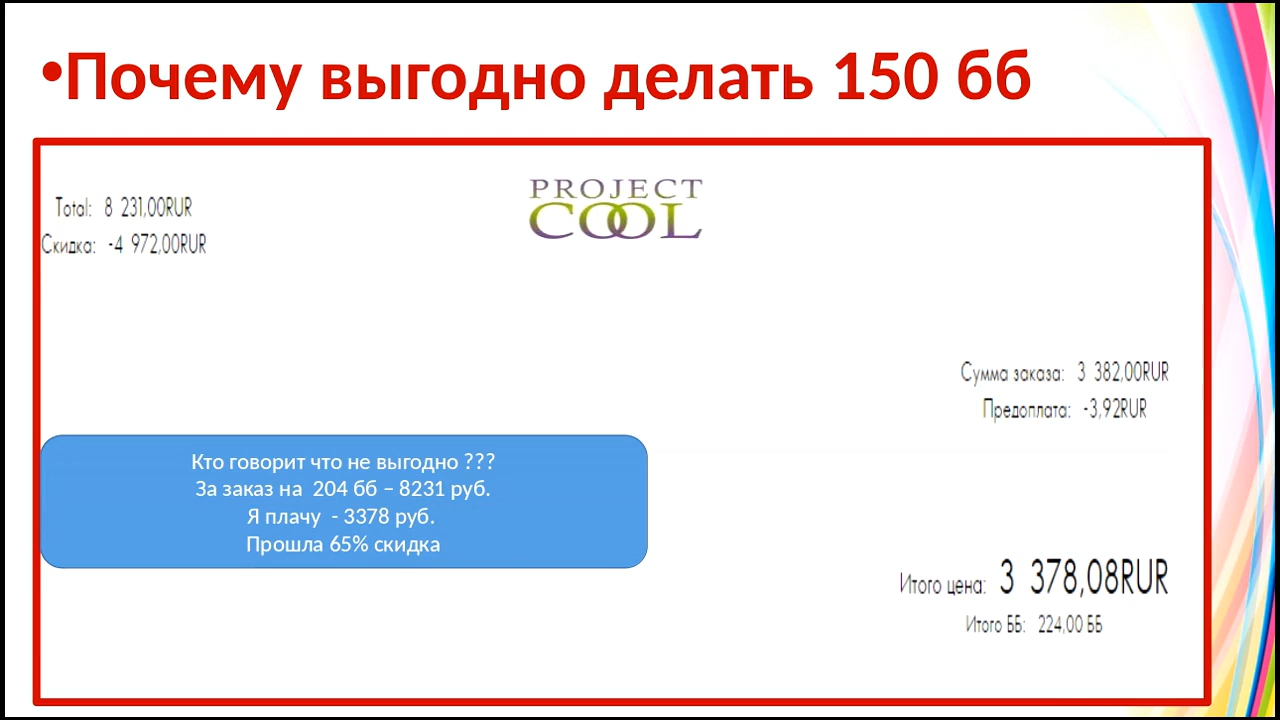 •Почему выгодно делать 150 бб
PROJECT
COOL
Total: 8 231,00RUR
Скидка: -4 972,00RUR
Сумма заказа: 3 382,00RUR
Предоплата: -3,92RUR
Кто говорит что не выгодно ???
За заказ на 204 бб – 8231 руб.
Я плачу - 3378 руб.
Прошла 65% скидка
Итого цена: 3 378,08RUR
Итого ББ: 224,00 ББ